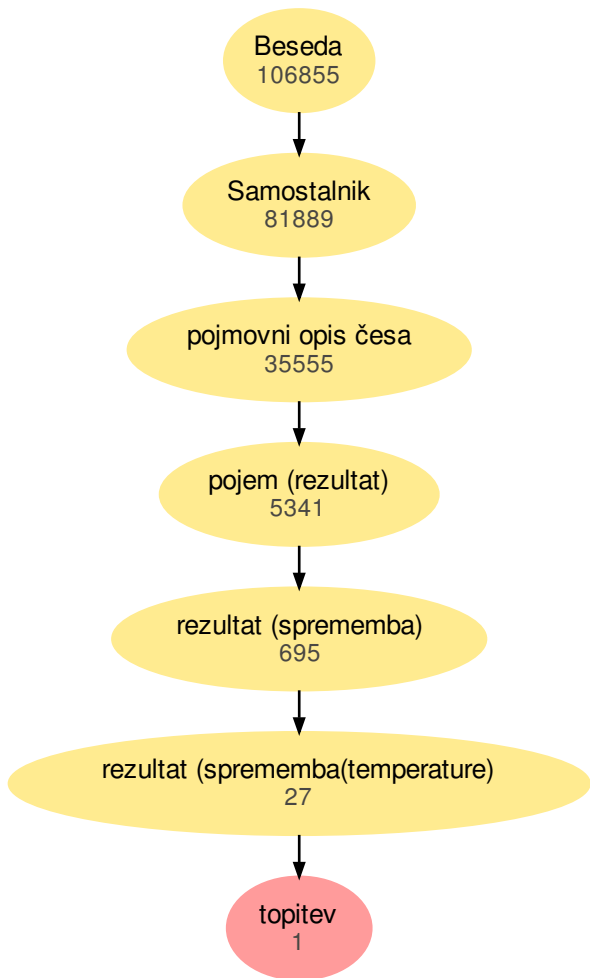 Beseda
106855
Samostalnik
81889
pojmovni opis česa
35555
pojem (rezultat)
5341
rezultat (sprememba)
695
rezultat (sprememba(temperature)
27
topitev
1